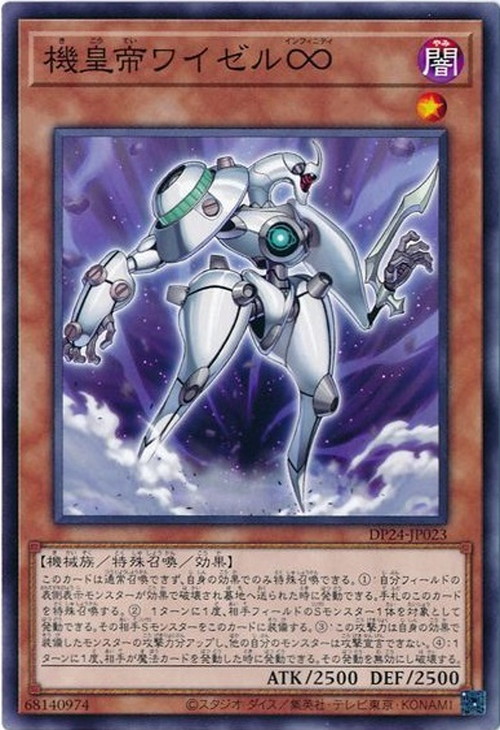 機皇帝ワイゼル∞
闇
DP24-JP023
【機械族/特殊召喚/効果】
このカードは通常召喚できず、自身の効果でのみ特殊召喚できる。①：自分フィールドの
表側表示モンスターが効果で破壊され墓地へ送られた時に発動できる。手札のこのカード
を特殊召喚する。②：1ターンに1度、相手フィールドのSモンスター1体を対象として
発動できる。その相手Sモンスターをこのカードに装備する。③：この攻撃力は自身の効果で
装備したモンスターの攻撃力分アップし、他の自分のモンスターは攻撃宣言できない。④：1
ターンに1度、相手が魔法カードを発動した時に発動できる。その発動を無効にし破壊する。
ATK/2500 DEF/2500
68140974
©スタジオ・ダイス/集英社・テレビ東京・KONAMI